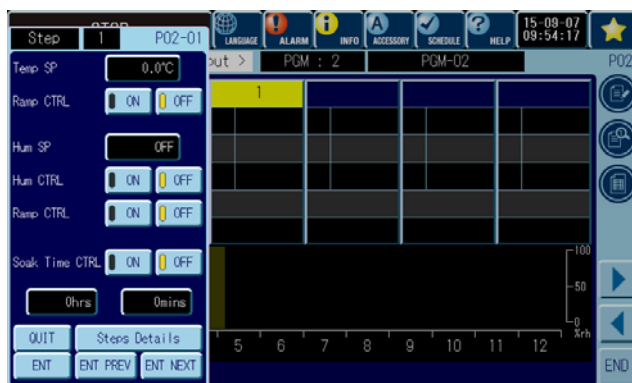 STOP
Step 1 P02-01
LANGUAGE ALARM INFO ACCESSORY SCHEDULE HELP
15-09-07
09:54:17
out > PGM : 2 PGM-02 P02
Temp SP 0.0℃
Ramp CTRL ON OFF
1
Hum SP OFF
Hum CTRL ON OFF
Ramp CTRL ON OFF
Soak Time CTRL ON OFF
100
50
0
%rh
0hrs 0mins
5 6 7 8 9 10 11 12
QUIT Steps Details
ENT ENT PREV ENT NEXT
END